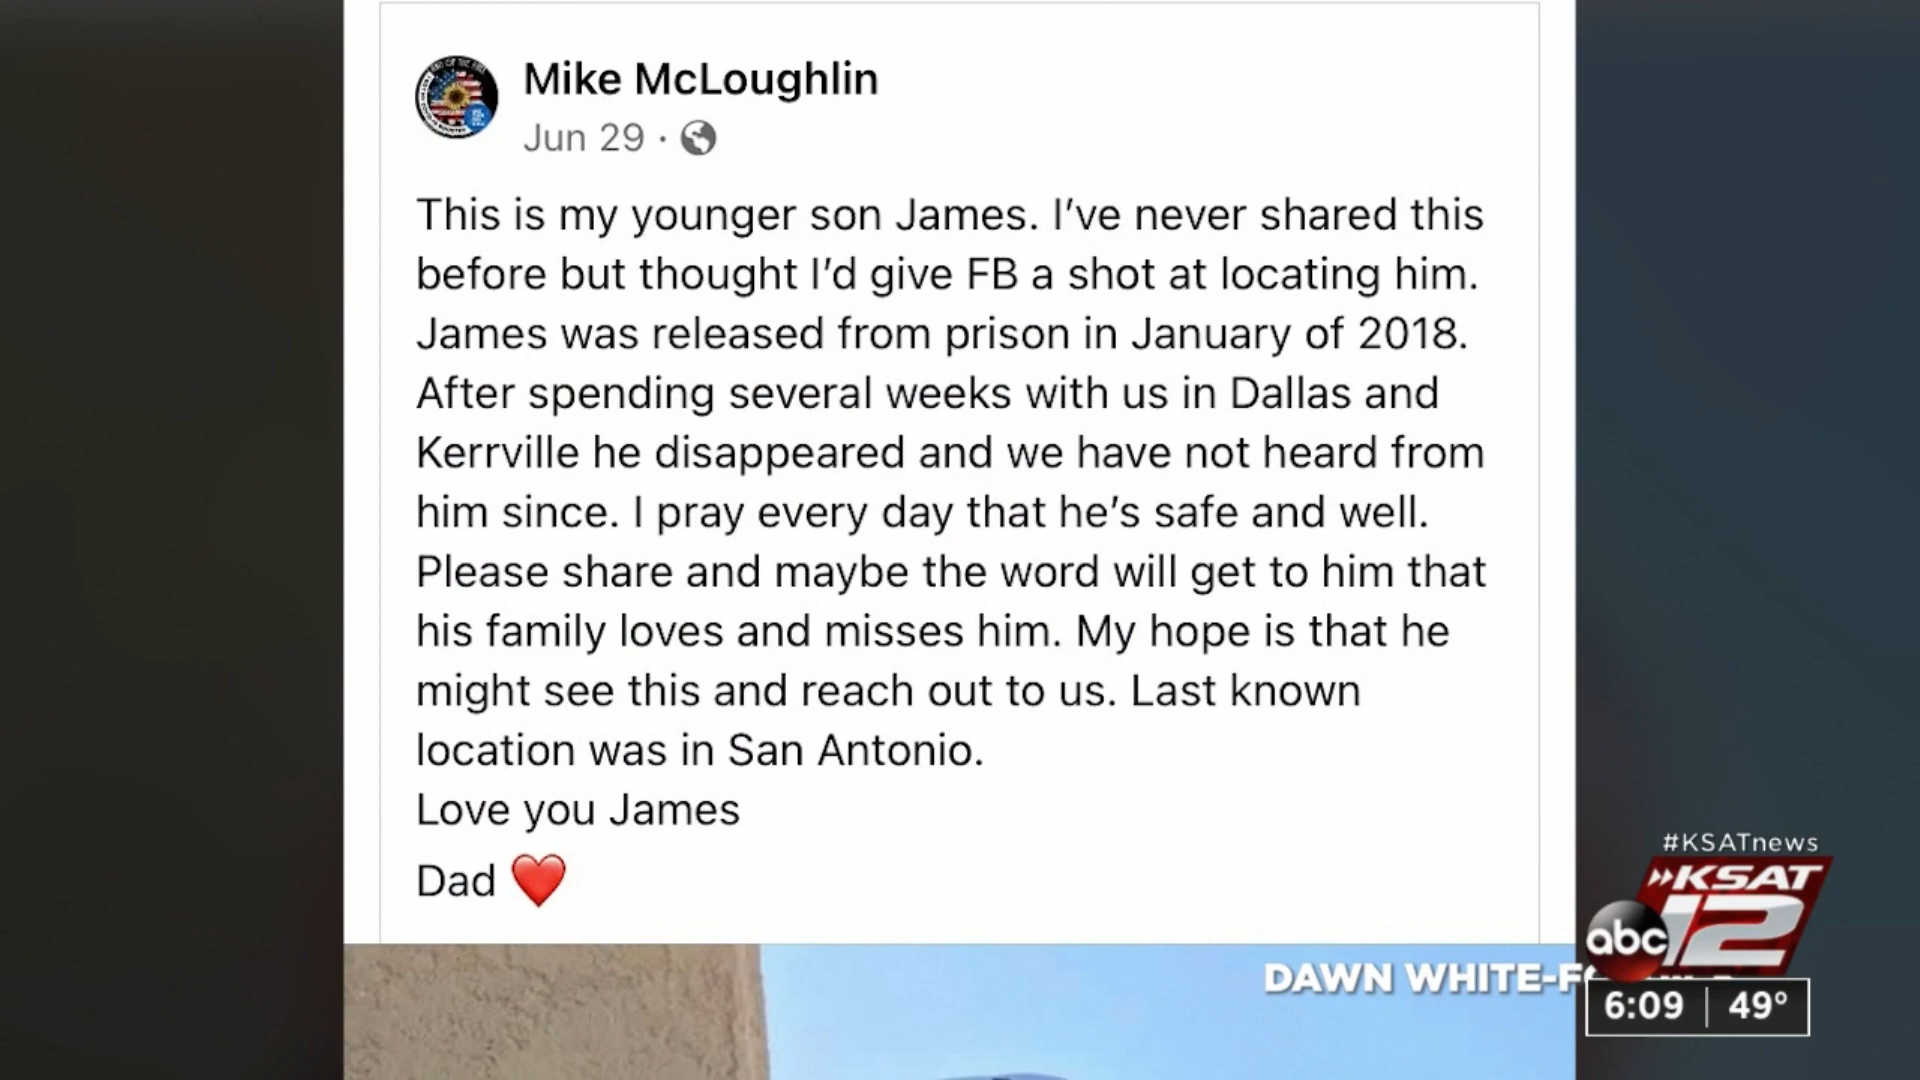 Mike McLoughlin
Jun 29 ·
This is my younger son James. I've never shared this
before but thought I'd give FB a shot at locating him.
James was released from prison in January of 2018.
After spending several weeks with us in Dallas and
Kerrville he disappeared and we have not heard from
him since. I pray every day that he's safe and well.
Please share and maybe the word will get to him that
his family loves and misses him. My hope is that he
might see this and reach out to us. Last known
location was in San Antonio.
Love you James
Dad ❤️
DAWN
#KSATnews
KSAT
12
abc
6:09 | 49°